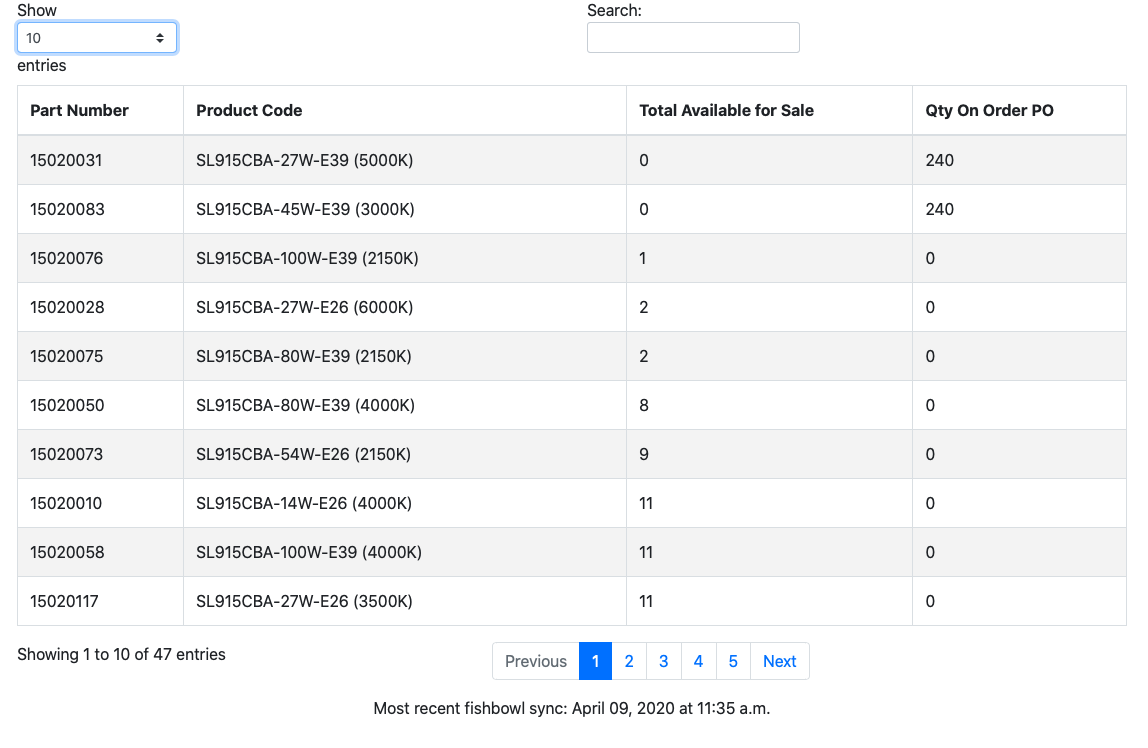 Show
Search:
10
entries
Part Number Product Code Total Available for Sale Qty On Order PO
15020031 SL915CBA-27W-E39 (5000K) 0 240
15020083 SL915CBA-45W-E39 (3000K) 0 240
15020076 SL915CBA-100W-E39 (2150K) 1 0
15020028 SL915CBA-27W-E26 (6000K) 2 0
15020075 SL915CBA-80W-E39 (2150K) 2 0
15020050 SL915CBA-80W-E39 (4000K) 8 0
15020073 SL915CBA-54W-E26 (2150K) 9 0
15020010 SL915CBA-14W-E26 (4000K) 11 0
15020058 SL915CBA-100W-E39 (4000K) 11 0
15020117 SL915CBA-27W-E26 (3500K) 11 0
Showing 1 to 10 of 47 entries
Previous 1 2 3 4 5 Next
Most recent fishbowl sync: April 09, 2020 at 11:35 a.m.